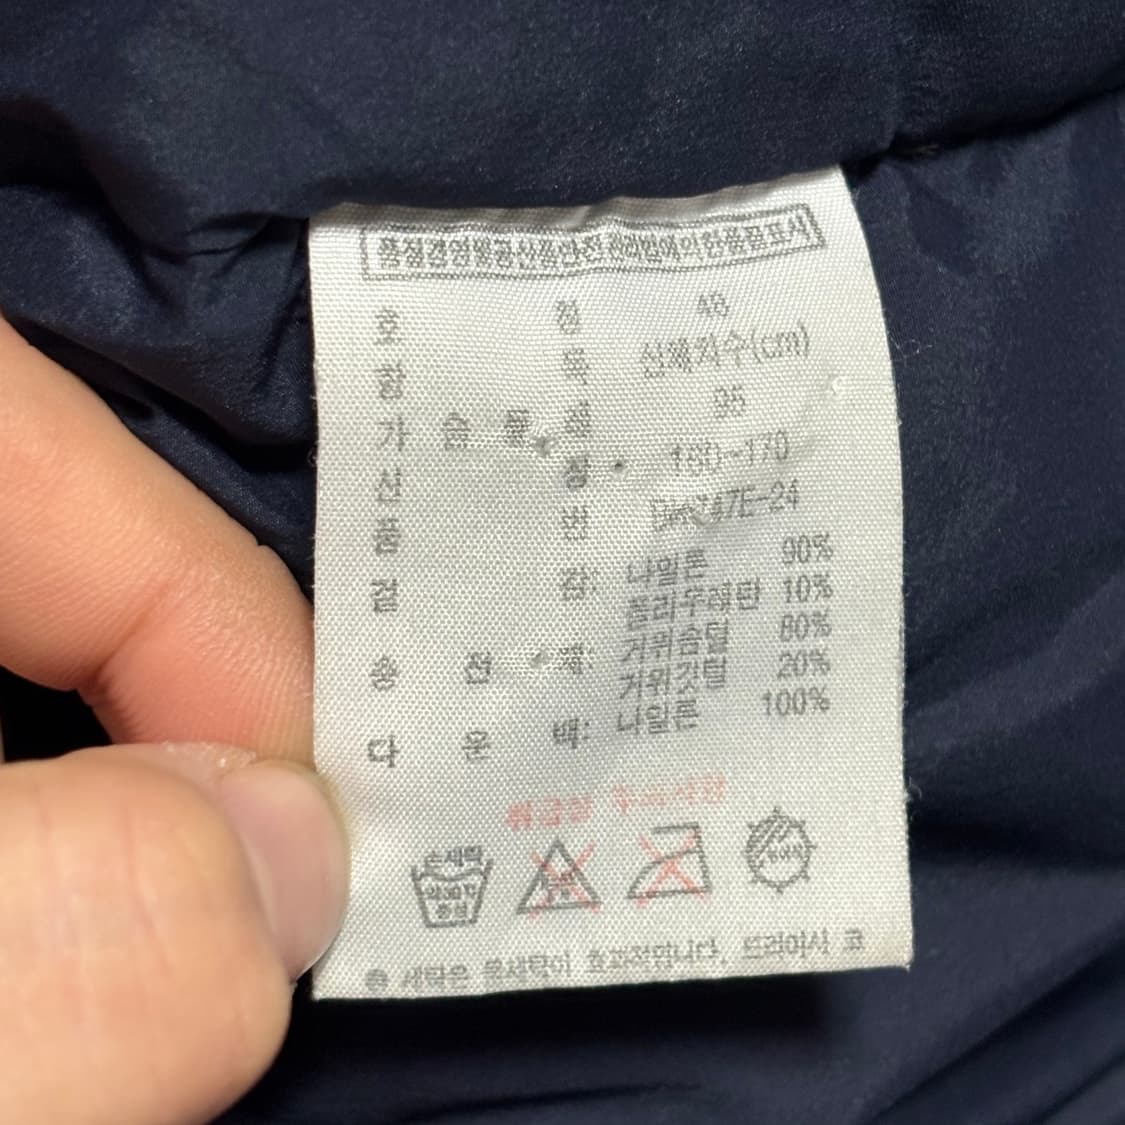 품질경영및공산품안전관리법에의한품질표시
호 칭 48
항 목 신체치수(cm)
가 슴 둘 레 95
신 장 160-170
품 번 47E-24
겉 감: 나일론 90%
폴리우레탄 10%
충 전 재: 거위솜털 80%
거위깃털 20%
다 운 백: 나일론 100%
취급상 주의사항
손세탁
중성
세탁은 물세탁이 효과적입니다. 드라이시 코